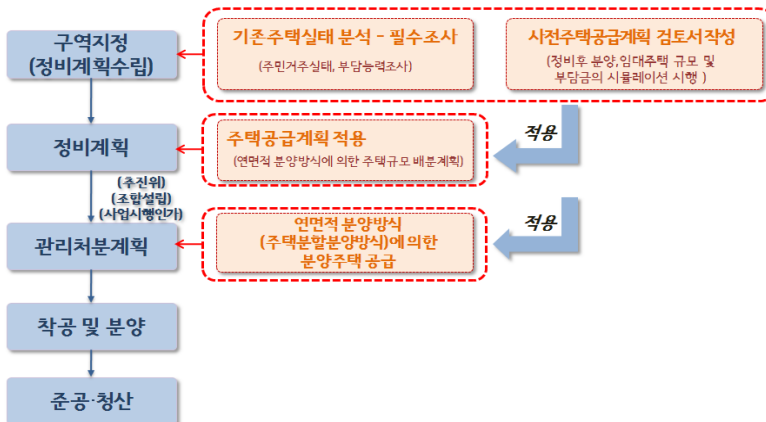 구역지정
(정비계획수립)
기존주택실태 분석 - 필수조사
(주민거주실태, 부담능력조사)
사전주택공급계획 검토서작성
(정비후 분양,임대주택 규모 및
부담금의 시뮬레이션 시행 )
적용
정비계획
주택공급계획 적용
(연면적 분양방식에 의한 주택규모 배분계획)
(추진위)
(조합설립)
(사업시행인가)
적용
관리처분계획
연면적 분양방식
(주택분할분양방식)에 의한
분양주택 공급
착공 및 분양
준공·청산